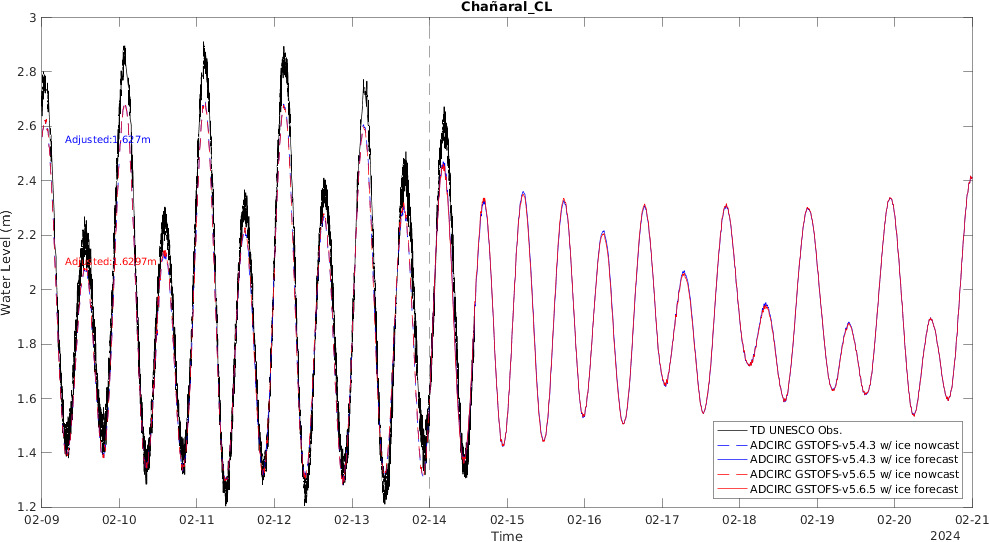 Chañaral_CL
Water Level (m)
3
2.8
2.6
2.4
2.2
2
1.8
1.6
1.4
1.2
Adjusted:1.627m
Adjusted:1.6297m
TD UNESCO Obs.
ADCIRC GSTOFS-v5.4.3 w/ ice nowcast
ADCIRC GSTOFS-v5.4.3 w/ ice forecast
ADCIRC GSTOFS-v5.6.5 w/ ice nowcast
ADCIRC GSTOFS-v5.6.5 w/ ice forecast
02-09 02-10 02-11 02-12 02-13 02-14 02-15 02-16 02-17 02-18 02-19 02-20 02-21
Time
2024